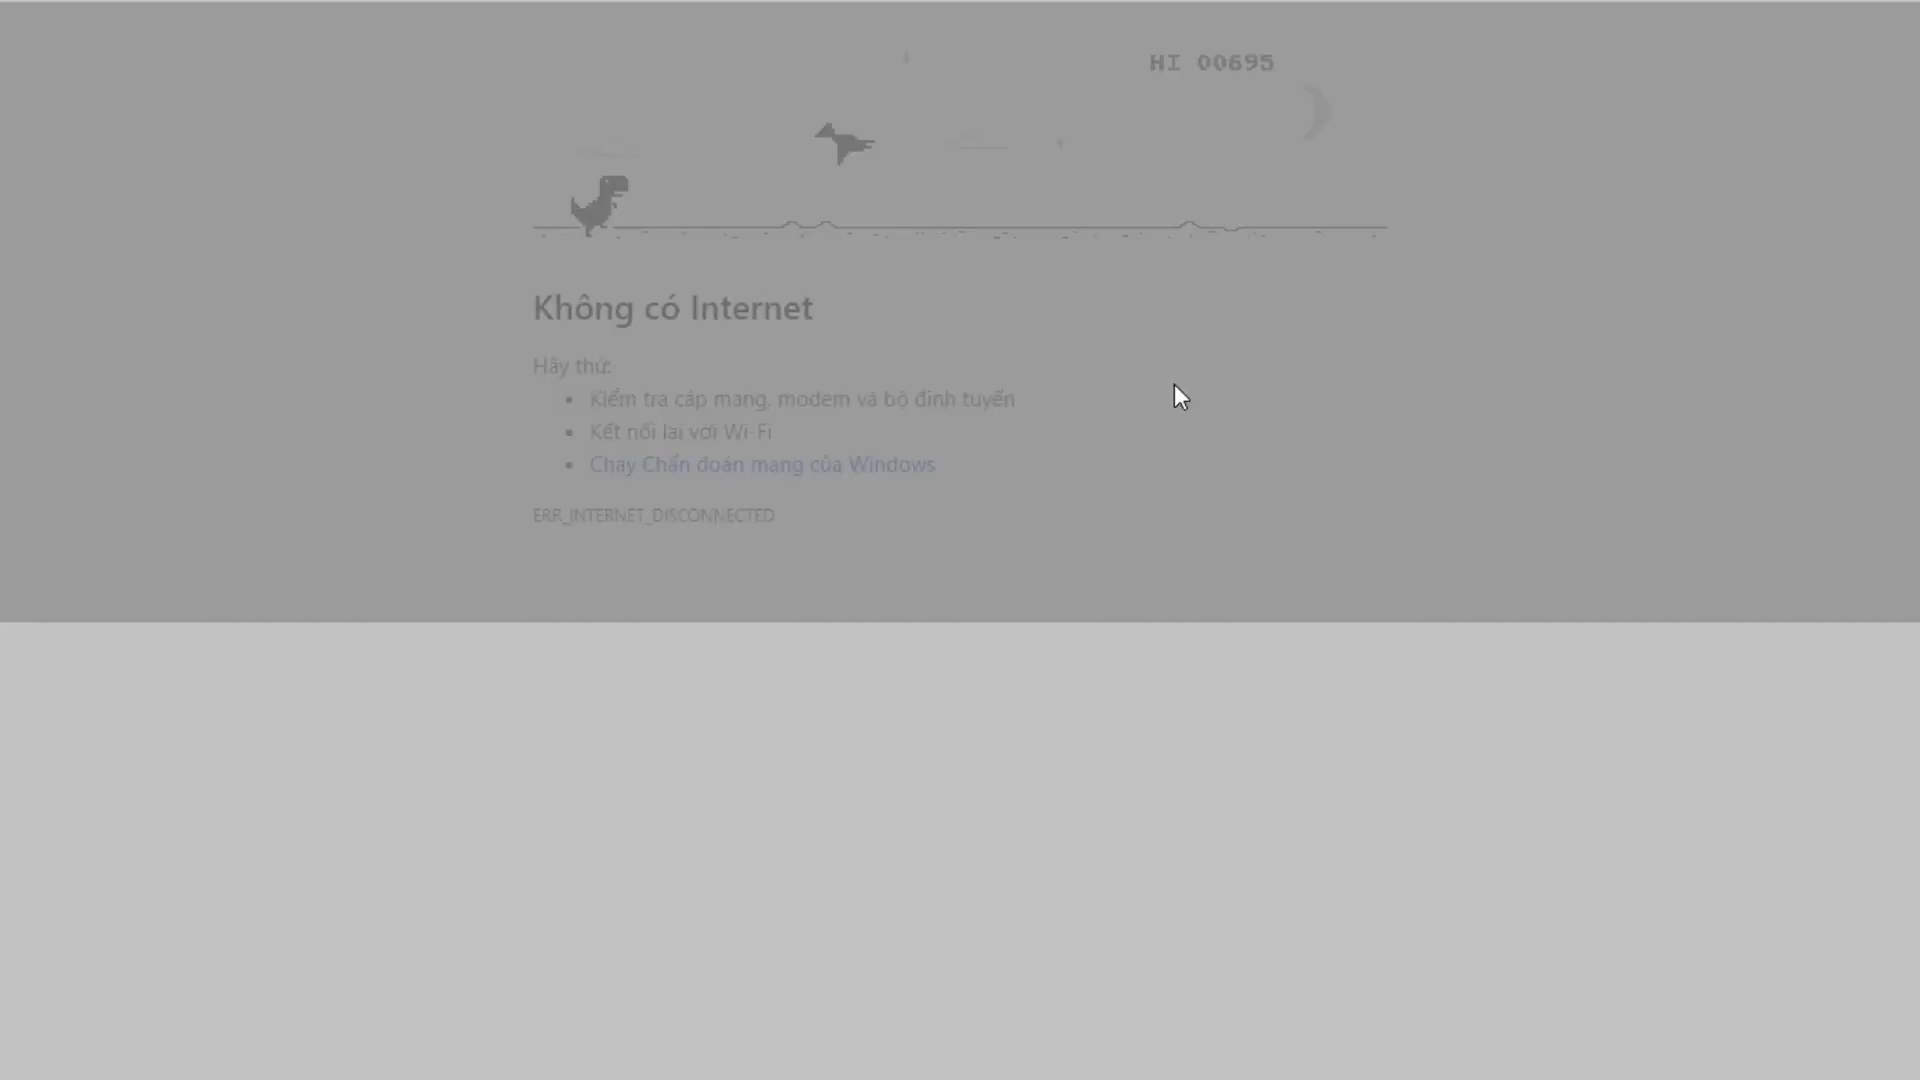 HI 00695
Không có Internet
Hãy thử:
Kiểm tra cáp mạng, modem và bộ định tuyến
Kết nối lại với Wi-Fi
Chạy Chẩn đoán mạng của Windows
ERR_INTERNET_DISCONNECTED